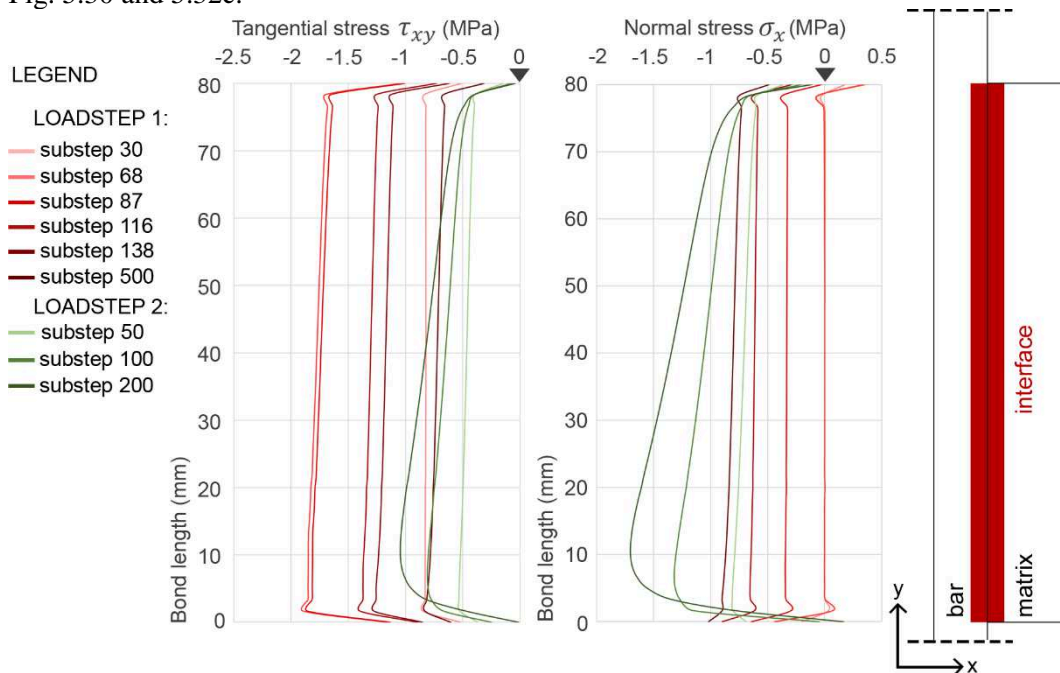 Fig. 5.30 and 5.32c.
Tangential stress τxy (MPa)
-2.5 -2 -1.5 -1 -0.5 0
Normal stress σx (MPa)
-2 -1.5 -1 -0.5 0 0.5
LEGEND
LOADSTEP 1:
substep 30
substep 68
substep 87
substep 116
substep 138
substep 500
LOADSTEP 2:
substep 50
substep 100
substep 200
80
70
60
50
40
30
20
10
0
Bond length (mm)
80
70
60
50
40
30
20
10
0
Bond length (mm)
interface
bar
matrix
y
x